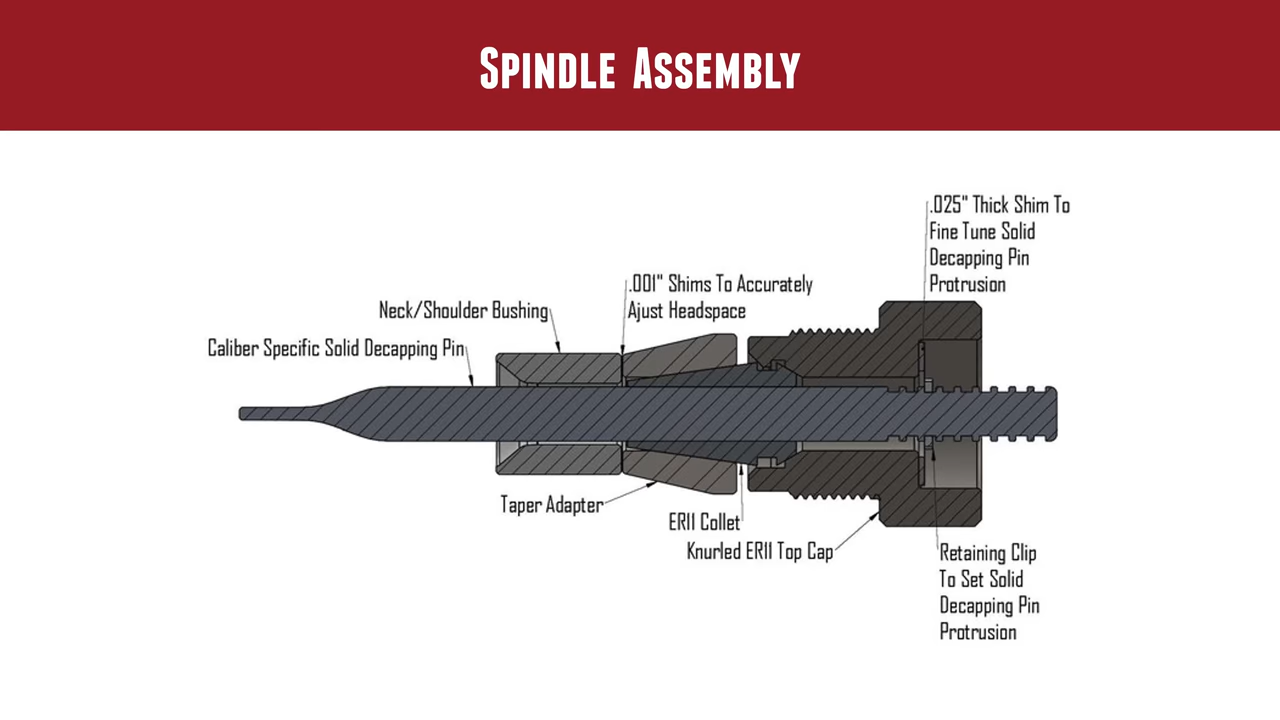 Spindle Assembly
.025" Thick Shim To
Fine Tune Solid
Decapping Pin
Protrusion
.001" Shims To Accurately
Ajust Headspace
Neck/Shoulder Bushing
Caliber Specific Solid Decapping Pin
Taper Adapter
ER11 Collet
Knurled ER11 Top Cap
Retaining Clip
To Set Solid
Decapping Pin
Protrusion